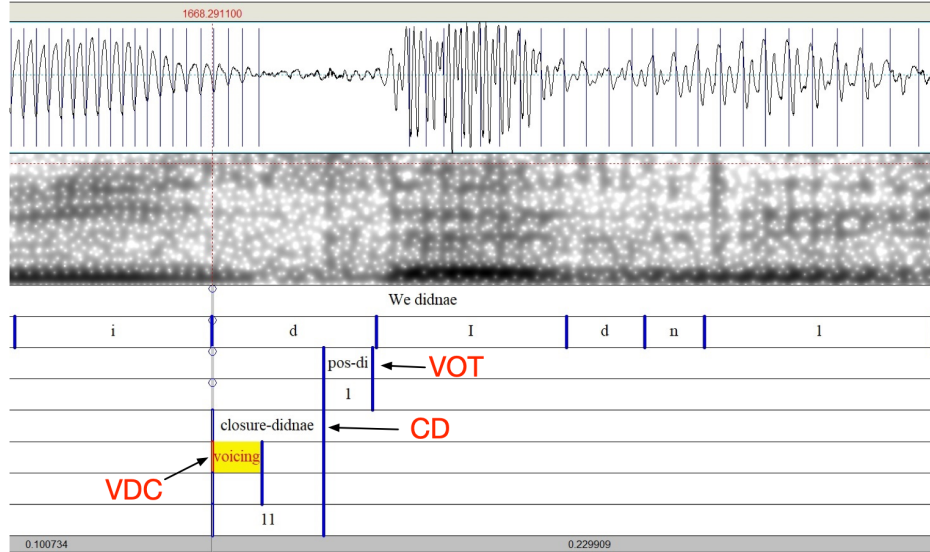 1668.291100
We didnae
i d I d n l
pos-di VOT
1
closure-didnae CD
voicing
VDC
11
0.100734 0.229909